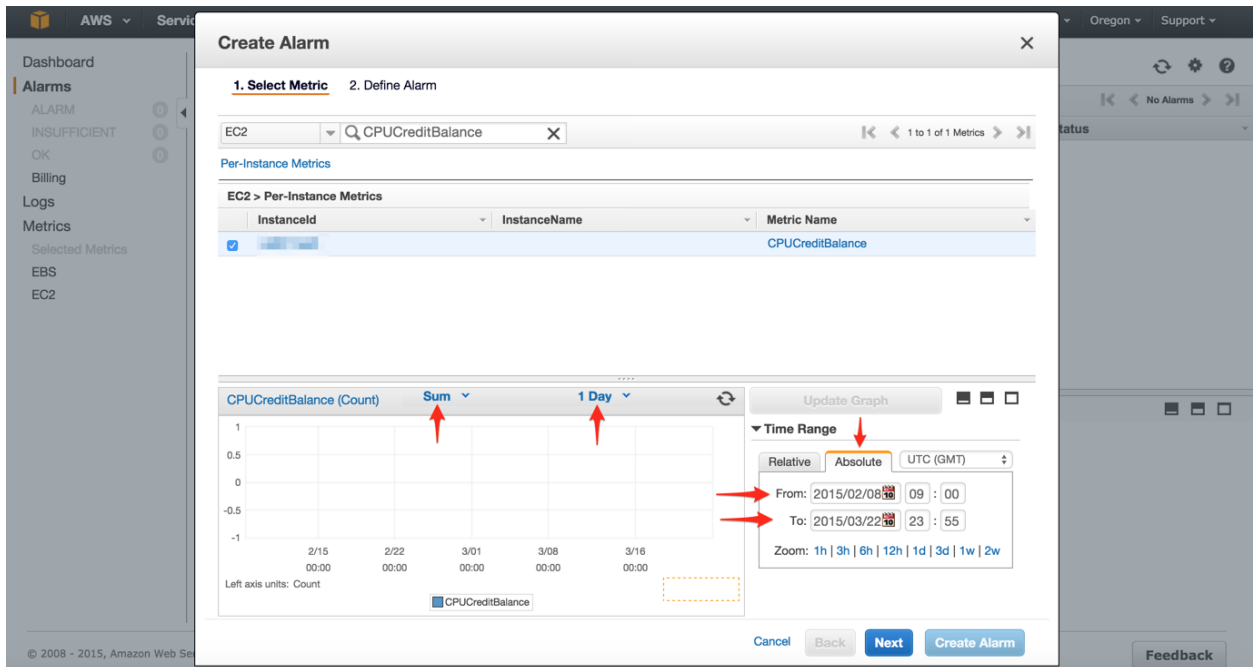 AWS Servic
Oregon Support
Create Alarm
Dashboard
Alarms
ALARM 0
INSUFFICIENT 0
OK 0
Billing
Logs
Metrics
Selected Metrics
EBS
EC2
1. Select Metric 2. Define Alarm
EC2 CPUCreditBalance 1 to 1 of 1 Metrics
No Alarms
tatus
Per-Instance Metrics
EC2 > Per-Instance Metrics
InstanceId InstanceName Metric Name
CPUCreditBalance
CPUCreditBalance (Count) Sum 1 Day
1
0.5
0
-0.5
-1
2/15 2/22 3/01 3/08 3/16
00:00 00:00 00:00 00:00 00:00
Left axis units: Count
CPUCreditBalance
Update Graph
Time Range
Relative Absolute UTC (GMT)
From: 2015/02/08 10 09 : 00
To: 2015/03/22 10 23 : 55
Zoom: 1h | 3h | 6h | 12h | 1d | 3d | 1w | 2w
Cancel Back Next Create Alarm
© 2008 - 2015, Amazon Web Se
Feedback